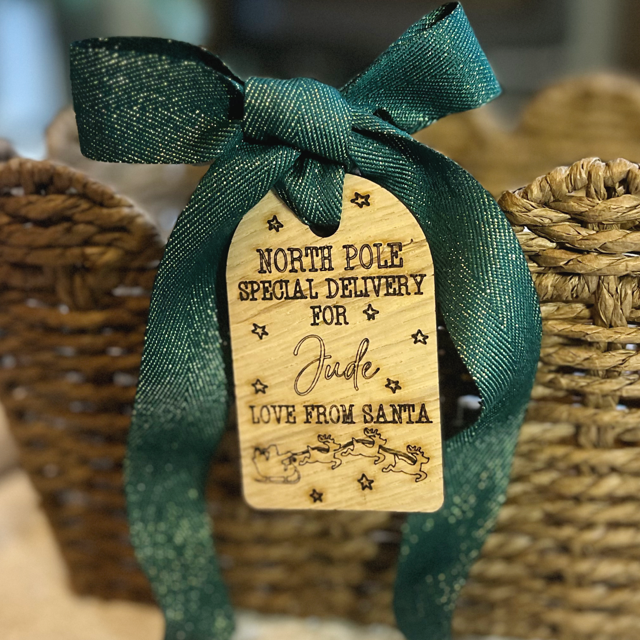 NORTH POLE
SPECIAL DELIVERY
FOR
Jude
LOVE FROM SANTA